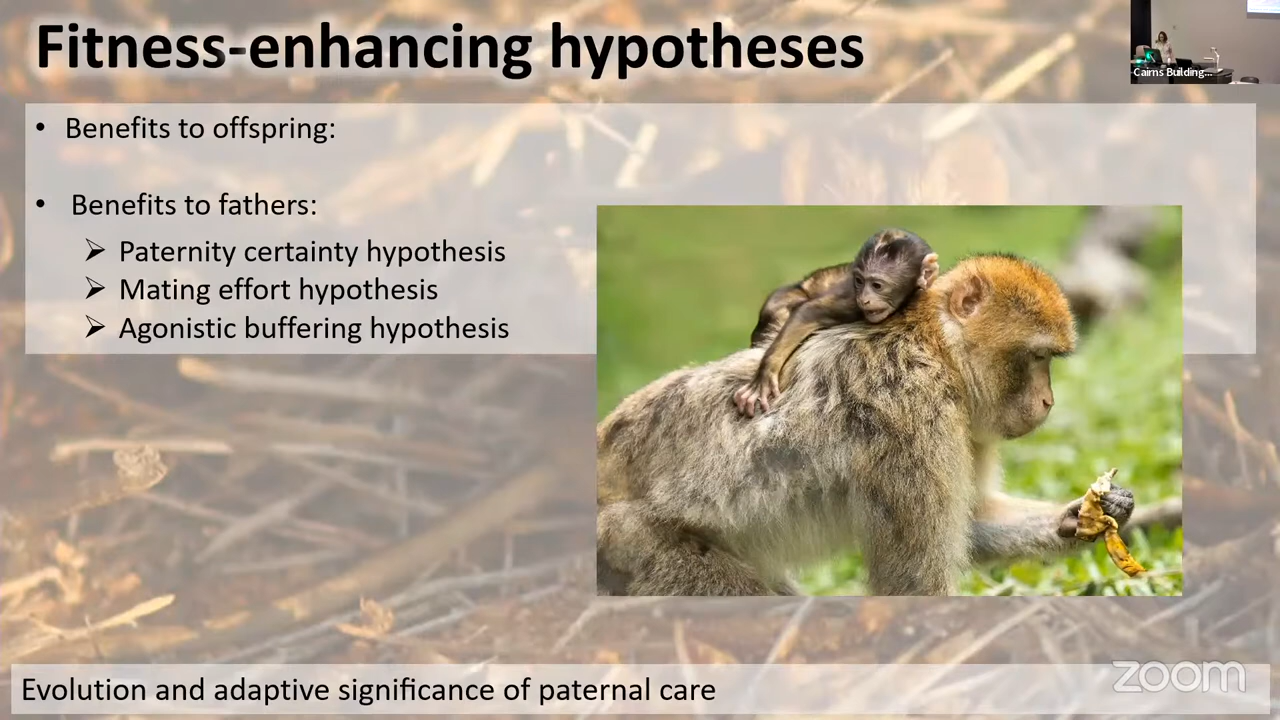 Fitness-enhancing hypotheses
Cairns Building...
• Benefits to offspring:
• Benefits to fathers:
➢ Paternity certainty hypothesis
➢ Mating effort hypothesis
➢ Agonistic buffering hypothesis
Evolution and adaptive significance of paternal care
zoom